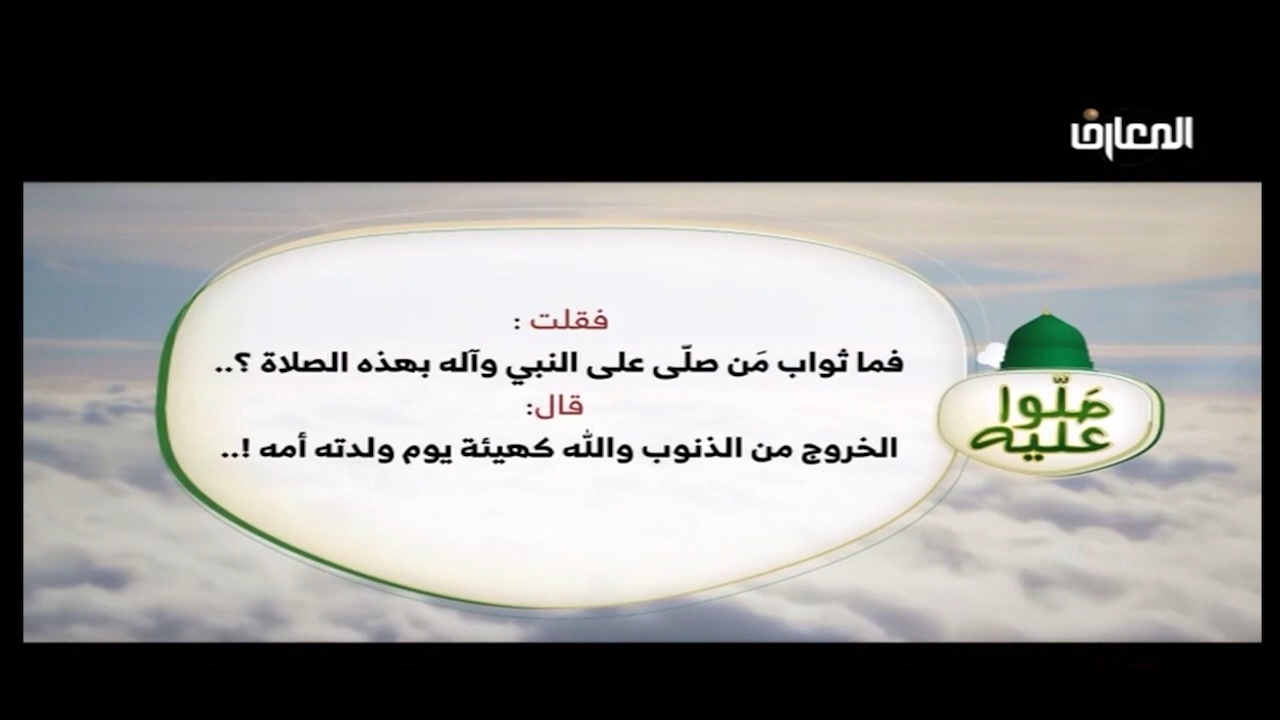 المعارف
فقلت :
فما ثواب مَن صلّى على النبي وآله بهذه الصلاة ؟..
قال:
الخروج من الذنوب والله كهيئة يوم ولدته أمه !..
صَلّوا
عليه